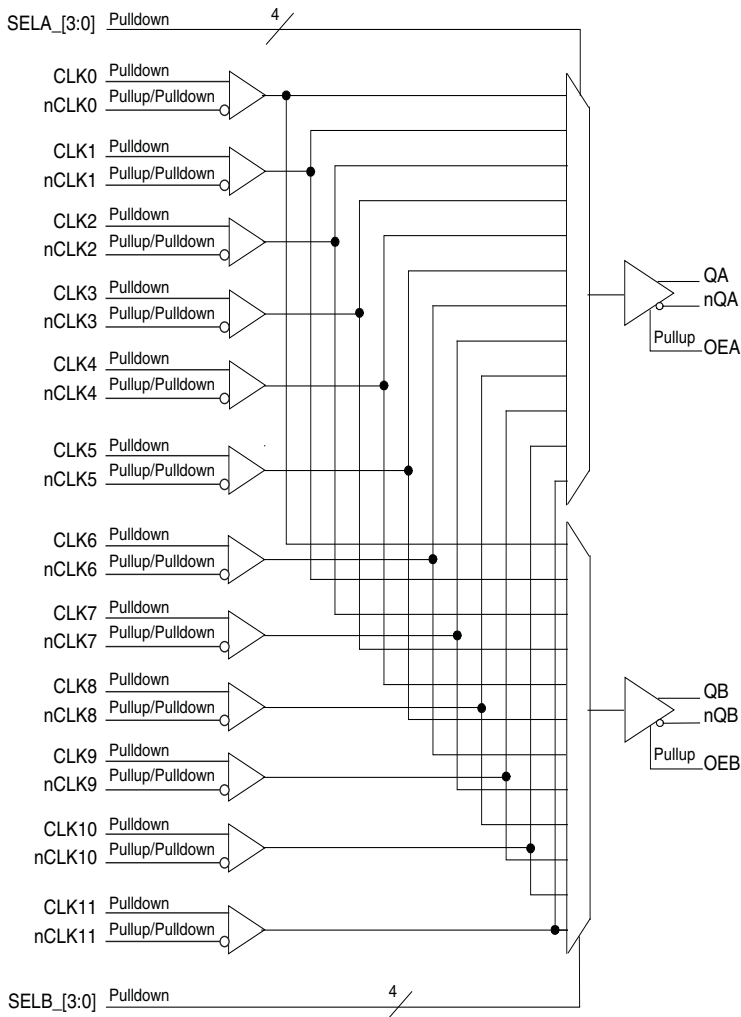 SELA_[3:0] Pulldown 4
CLK0 Pulldown
nCLK0 Pullup/Pulldown
CLK1 Pulldown
nCLK1 Pullup/Pulldown
CLK2 Pulldown
nCLK2 Pullup/Pulldown
CLK3 Pulldown
nCLK3 Pullup/Pulldown
CLK4 Pulldown
nCLK4 Pullup/Pulldown
CLK5 Pulldown
nCLK5 Pullup/Pulldown
CLK6 Pulldown
nCLK6 Pullup/Pulldown
CLK7 Pulldown
nCLK7 Pullup/Pulldown
CLK8 Pulldown
nCLK8 Pullup/Pulldown
CLK9 Pulldown
nCLK9 Pullup/Pulldown
CLK10 Pulldown
nCLK10 Pullup/Pulldown
CLK11 Pulldown
nCLK11 Pullup/Pulldown
SELB_[3:0] Pulldown 4
QA
nQA
Pullup OEA
QB
nQB
Pullup OEB